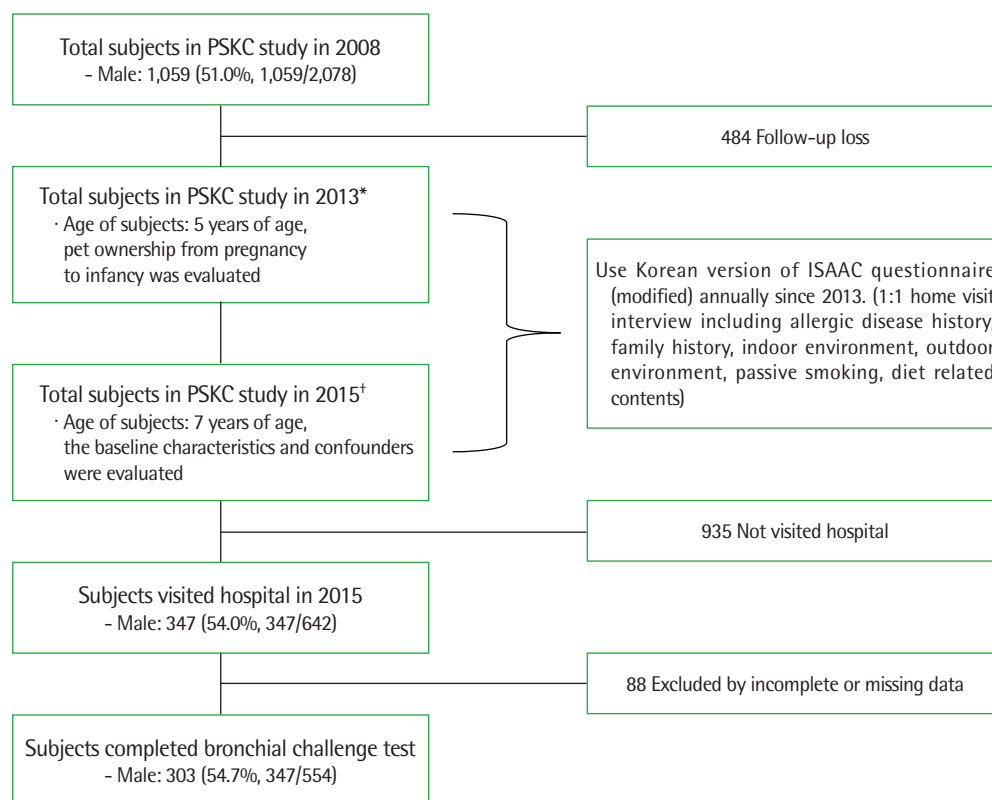 Total subjects in PSKC study in 2008
- Male: 1,059 (51.0%, 1,059/2,078)
484 Follow-up loss
Total subjects in PSKC study in 2013*
· Age of subjects: 5 years of age,
pet ownership from pregnancy
to infancy was evaluated
Use Korean version of ISAAC questionnaire
(modified) annually since 2013. (1:1 home visit
interview including allergic disease history,
family history, indoor environment, outdoor
environment, passive smoking, diet related
contents)
Total subjects in PSKC study in 2015†
· Age of subjects: 7 years of age,
the baseline characteristics and confounders
were evaluated
935 Not visited hospital
Subjects visited hospital in 2015
- Male: 347 (54.0%, 347/642)
88 Excluded by incomplete or missing data
Subjects completed bronchial challenge test
- Male: 303 (54.7%, 347/554)